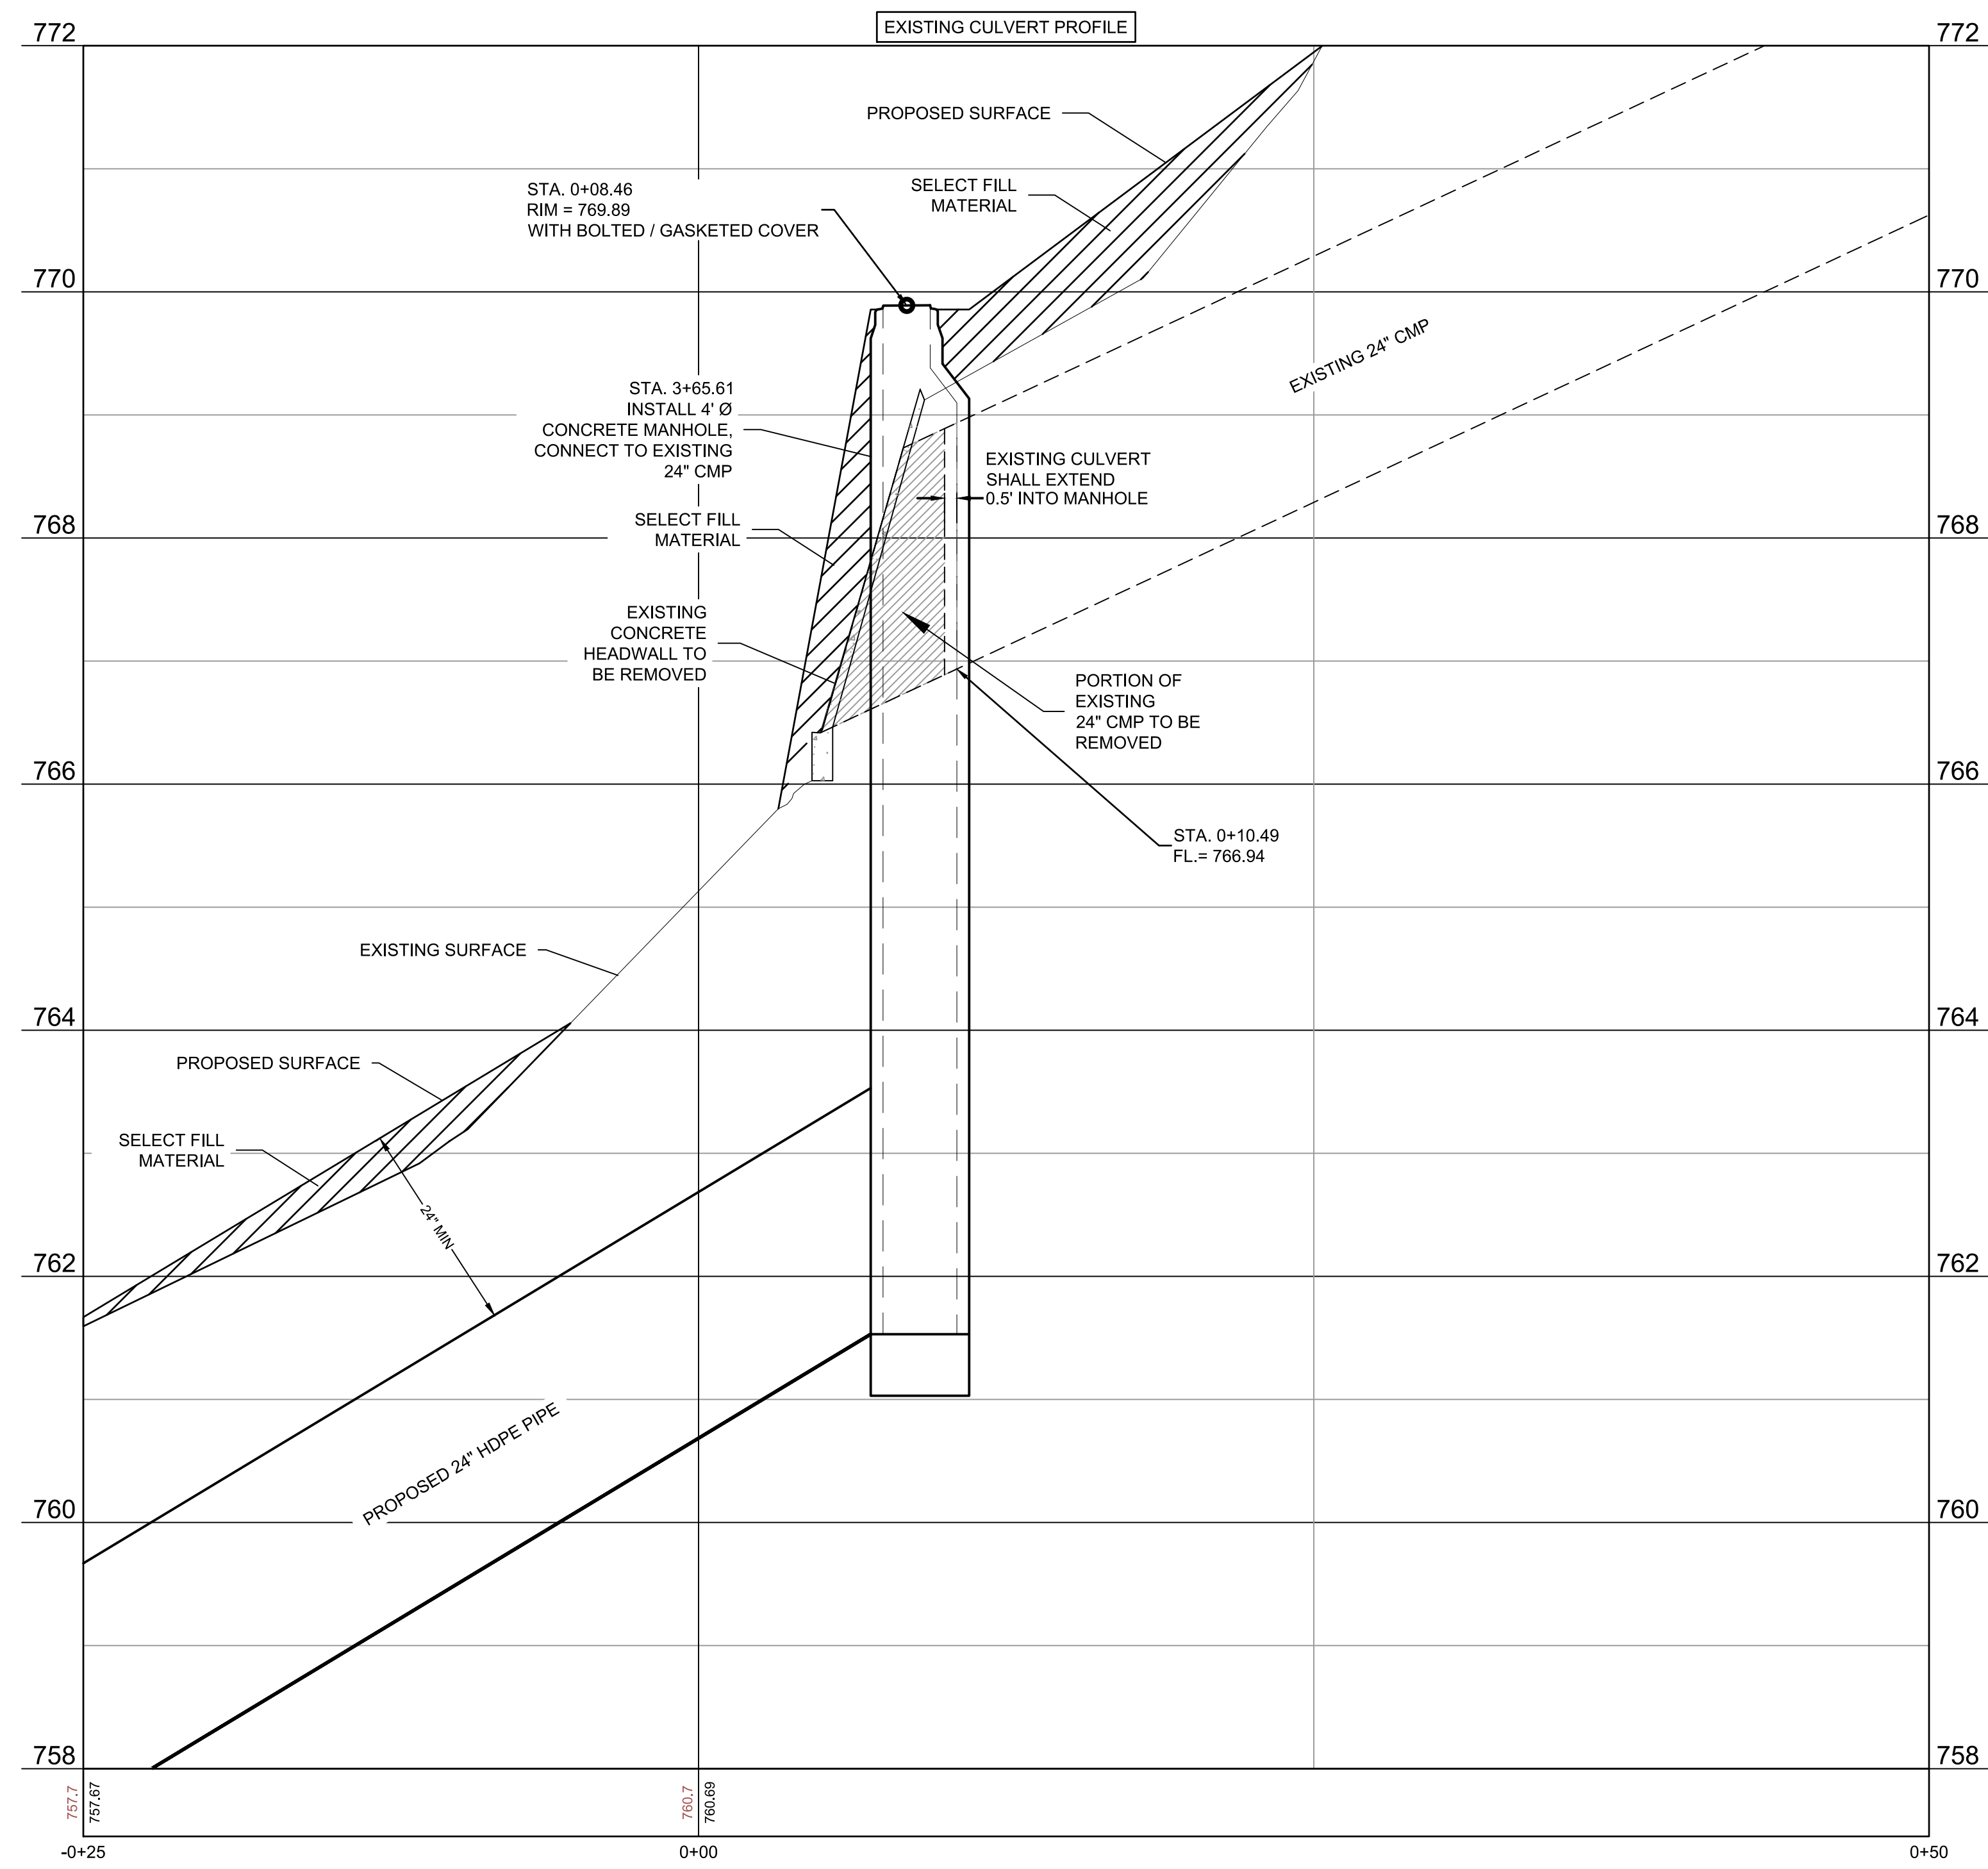 EXISTING CULVERT PROFILE
772
772
PROPOSED SURFACE
SELECT FILL
MATERIAL
STA. 0+08.46
RIM = 769.89
WITH BOLTED / GASKETED COVER
770
770
EXISTING 24" CMP
STA. 3+65.61
INSTALL 4' Ø
CONCRETE MANHOLE,
CONNECT TO EXISTING
24" CMP
EXISTING CULVERT
SHALL EXTEND
0.5' INTO MANHOLE
SELECT FILL
MATERIAL
768
768
EXISTING
CONCRETE
HEADWALL TO
BE REMOVED
PORTION OF
EXISTING
24" CMP TO BE
REMOVED
766
766
STA. 0+10.49
FL.= 766.94
EXISTING SURFACE
764
764
PROPOSED SURFACE
SELECT FILL
MATERIAL
24" MIN
762
762
PROPOSED 24" HDPE PIPE
760
760
758
758
757.7
757.67
760.7
760.69
-0+25
0+00
0+50